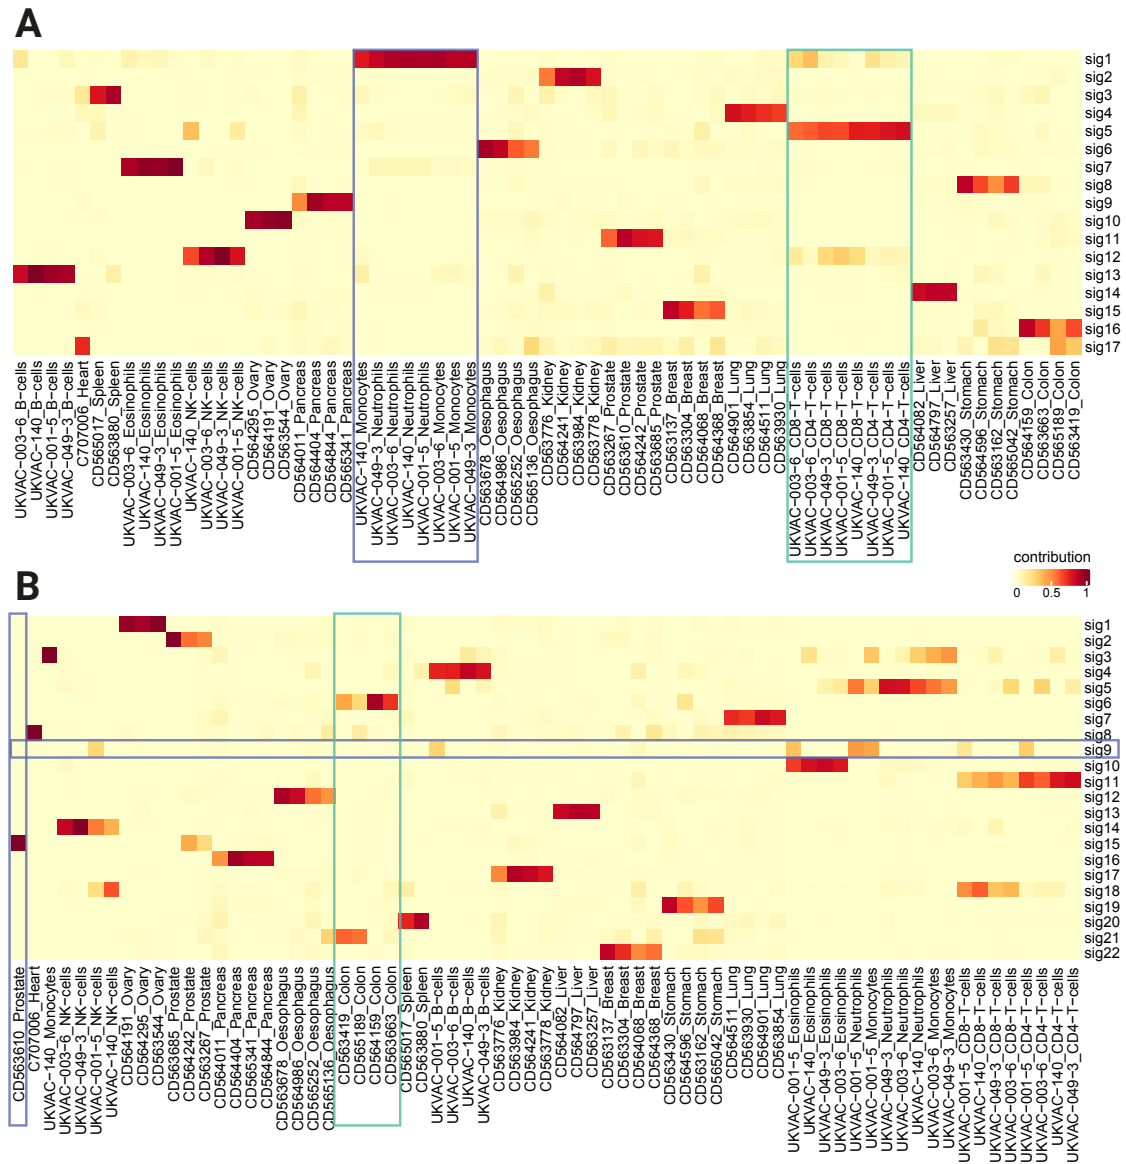 A
sig1
sig2
sig3
sig4
sig5
sig6
sig7
sig8
sig9
sig10
sig11
sig12
sig13
sig14
sig15
sig16
sig17
UKVAC-003-6_B-cells
UKVAC-140_B-cells
UKVAC-001-5_B-cells
UKVAC-049-3_B-cells
C707006_Heart
CD565017_Spleen
CD563880_Spleen
UKVAC-003-6_Eosinophils
UKVAC-140_Eosinophils
UKVAC-049-3_Eosinophils
UKVAC-001-5_Eosinophils
UKVAC-140_NK-cells
UKVAC-003-6_NK-cells
UKVAC-049-3_NK-cells
UKVAC-001-5_NK-cells
CD564295_Ovary
CD564191_Ovary
CD563544_Ovary
CD564011_Pancreas
CD564404_Pancreas
CD564844_Pancreas
CD565341_Pancreas
UKVAC-140_Monocytes
UKVAC-049-3_Neutrophils
UKVAC-003-6_Neutrophils
UKVAC-140_Neutrophils
UKVAC-001-5_Neutrophils
UKVAC-003-6_Monocytes
UKVAC-001-5_Monocytes
UKVAC-049-3_Monocytes
CD563678_Oesophagus
CD564986_Oesophagus
CD565252_Oesophagus
CD565136_Oesophagus
CD563776_Kidney
CD564241_Kidney
CD563984_Kidney
CD563778_Kidney
CD563267_Prostate
CD563610_Prostate
CD564242_Prostate
CD563685_Prostate
CD563137_Breast
CD563304_Breast
CD564068_Breast
CD564368_Breast
CD564901_Lung
CD563854_Lung
CD564511_Lung
CD563930_Lung
UKVAC-003-6_CD8-T-cells
UKVAC-003-6_CD4-T-cells
UKVAC-049-3_CD8-T-cells
UKVAC-001-5_CD8-T-cells
UKVAC-140_CD8-T-cells
UKVAC-049-3_CD4-T-cells
UKVAC-001-5_CD4-T-cells
UKVAC-140_CD4-T-cells
CD564082_Liver
CD564797_Liver
CD563257_Liver
CD563430_Stomach
CD564596_Stomach
CD563162_Stomach
CD565042_Stomach
CD564159_Colon
CD563663_Colon
CD565189_Colon
CD563419_Colon
contribution
0 0.5 1
B
sig1
sig2
sig3
sig4
sig5
sig6
sig7
sig8
sig9
sig10
sig11
sig12
sig13
sig14
sig15
sig16
sig17
sig18
sig19
sig20
sig21
sig22
CD563610_Prostate
C707006_Heart
UKVAC-140_Monocytes
UKVAC-003-6_NK-cells
UKVAC-049-3_NK-cells
UKVAC-001-5_NK-cells
UKVAC-140_NK-cells
CD564191_Ovary
CD564295_Ovary
CD563544_Ovary
CD563685_Prostate
CD564242_Prostate
CD563267_Prostate
CD564011_Pancreas
CD564404_Pancreas
CD565341_Pancreas
CD564844_Pancreas
CD563678_Oesophagus
CD564986_Oesophagus
CD565252_Oesophagus
CD565136_Oesophagus
CD563419_Colon
CD565189_Colon
CD564159_Colon
CD563663_Colon
CD565017_Spleen
CD563880_Spleen
UKVAC-001-5_B-cells
UKVAC-003-6_B-cells
UKVAC-140_B-cells
UKVAC-049-3_B-cells
CD563776_Kidney
CD563984_Kidney
CD564241_Kidney
CD563778_Kidney
CD564082_Liver
CD564797_Liver
CD563257_Liver
CD563137_Breast
CD563304_Breast
CD564068_Breast
CD564368_Breast
CD563430_Stomach
CD564596_Stomach
CD563162_Stomach
CD565042_Stomach
CD564511_Lung
CD563930_Lung
CD564901_Lung
CD563854_Lung
UKVAC-001-5_Eosinophils
UKVAC-140_Eosinophils
UKVAC-049-3_Eosinophils
UKVAC-003-6_Eosinophils
UKVAC-001-5_Neutrophils
UKVAC-001-5_Monocytes
UKVAC-049-3_Neutrophils
UKVAC-003-6_Neutrophils
UKVAC-140_Neutrophils
UKVAC-003-6_Monocytes
UKVAC-049-3_Monocytes
UKVAC-001-5_CD8-T-cells
UKVAC-140_CD8-T-cells
UKVAC-049-3_CD8-T-cells
UKVAC-003-6_CD8-T-cells
UKVAC-001-5_CD4-T-cells
UKVAC-003-6_CD4-T-cells
UKVAC-140_CD4-T-cells
UKVAC-049-3_CD4-T-cells